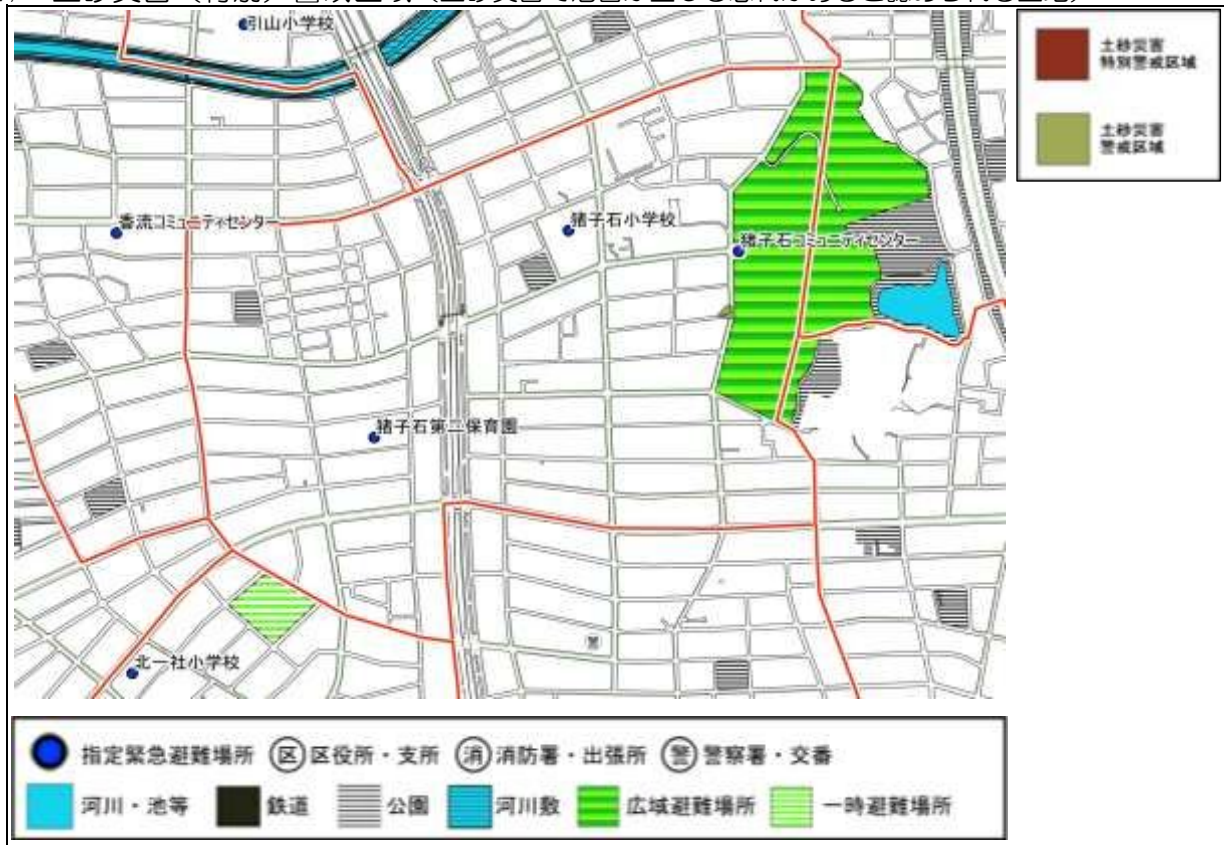 土砂災害（特別）警戒区域（土砂災害で危害が生じる恐れがあると認められる土地）
引山小学校
土砂災害
特別警戒区域
土砂災害
警戒区域
香流コミュニティセンター
猪子石小学校
猪子石コミュニティセンター
猪子石第二保育園
北一社小学校
指定緊急避難場所 区 区役所・支所 消 消防署・出張所 警 警察署・交番
河川・池等 鉄道 公園 河川敷 広域避難場所 一時避難場所